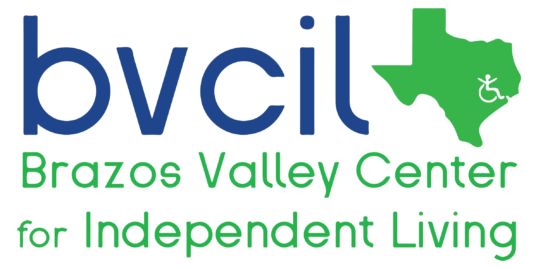 bvcil
Brazos Valley Center
for Independent Living